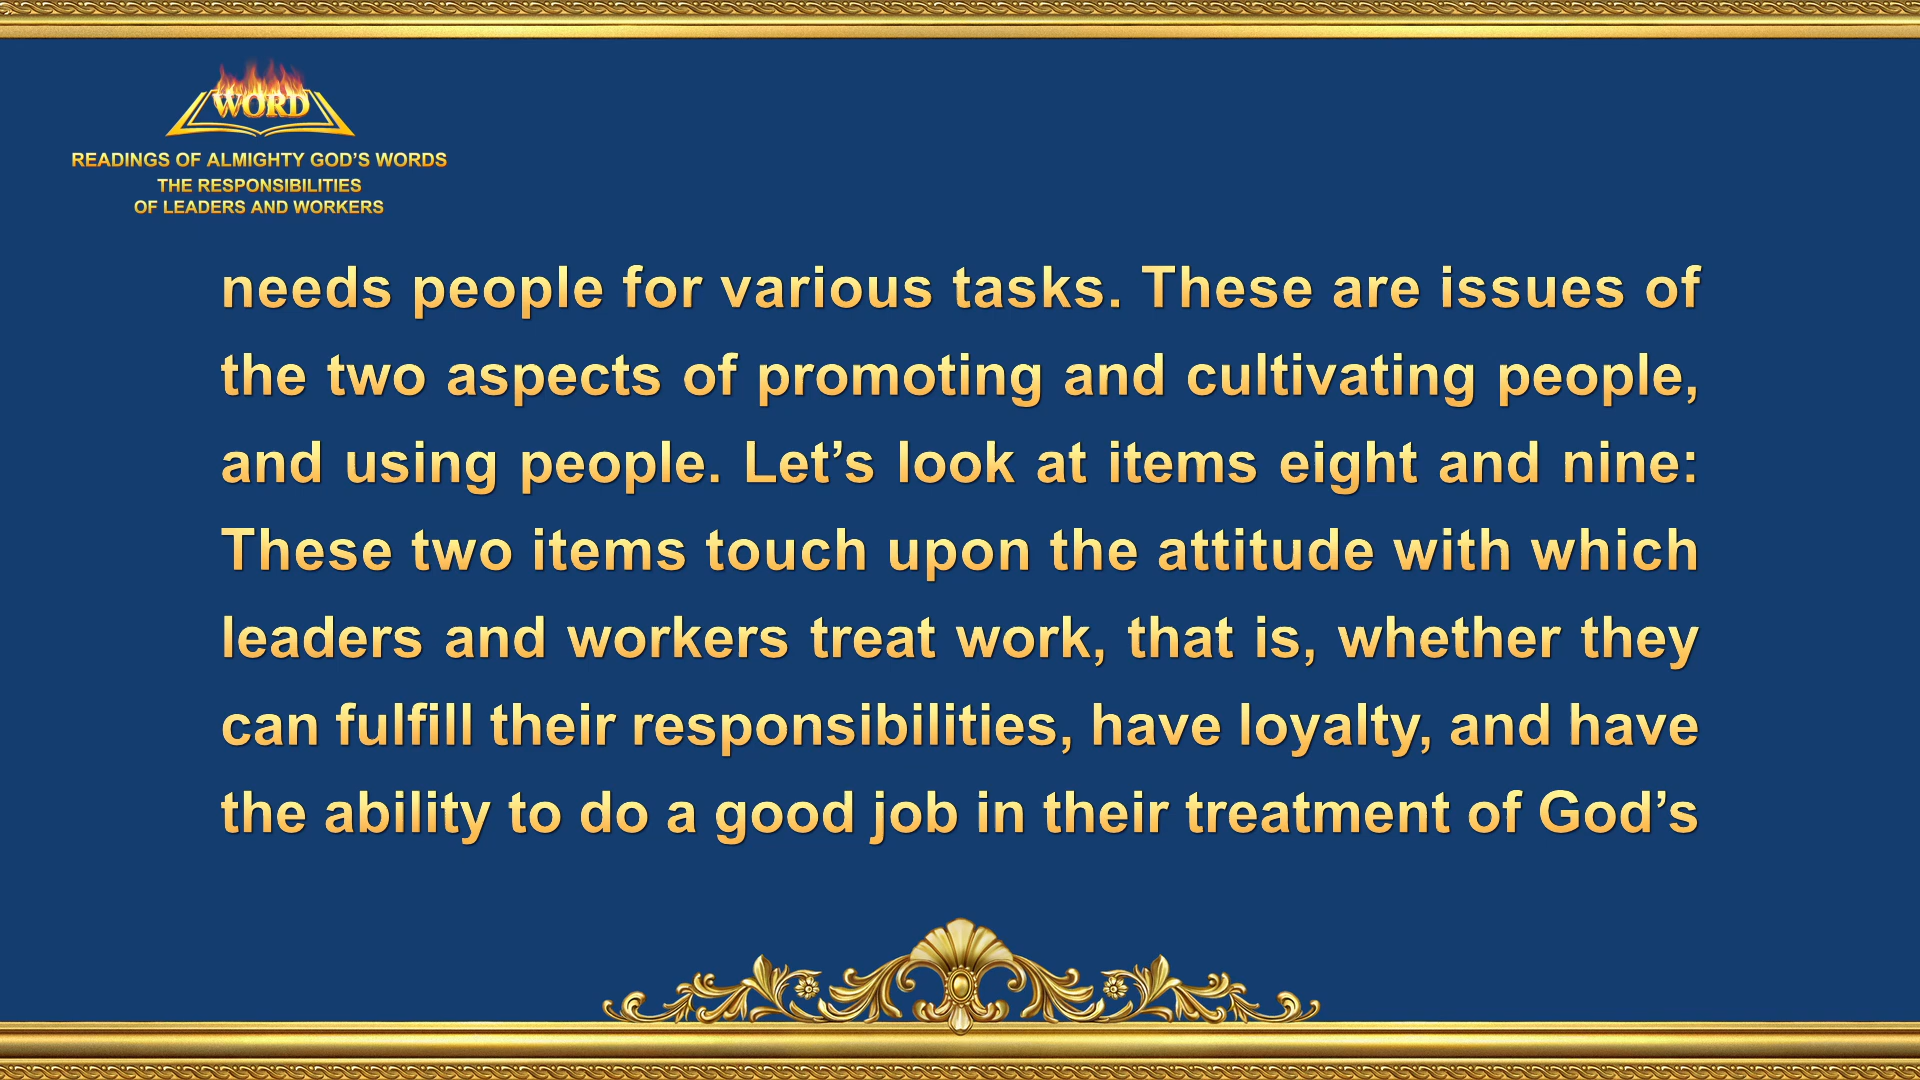 WORD
READINGS OF ALMIGHTY GOD’S WORDS
THE RESPONSIBILITIES
OF LEADERS AND WORKERS
needs people for various tasks. These are issues of
the two aspects of promoting and cultivating people,
and using people. Let’s look at items eight and nine:
These two items touch upon the attitude with which
leaders and workers treat work, that is, whether they
can fulfill their responsibilities, have loyalty, and have
the ability to do a good job in their treatment of God’s